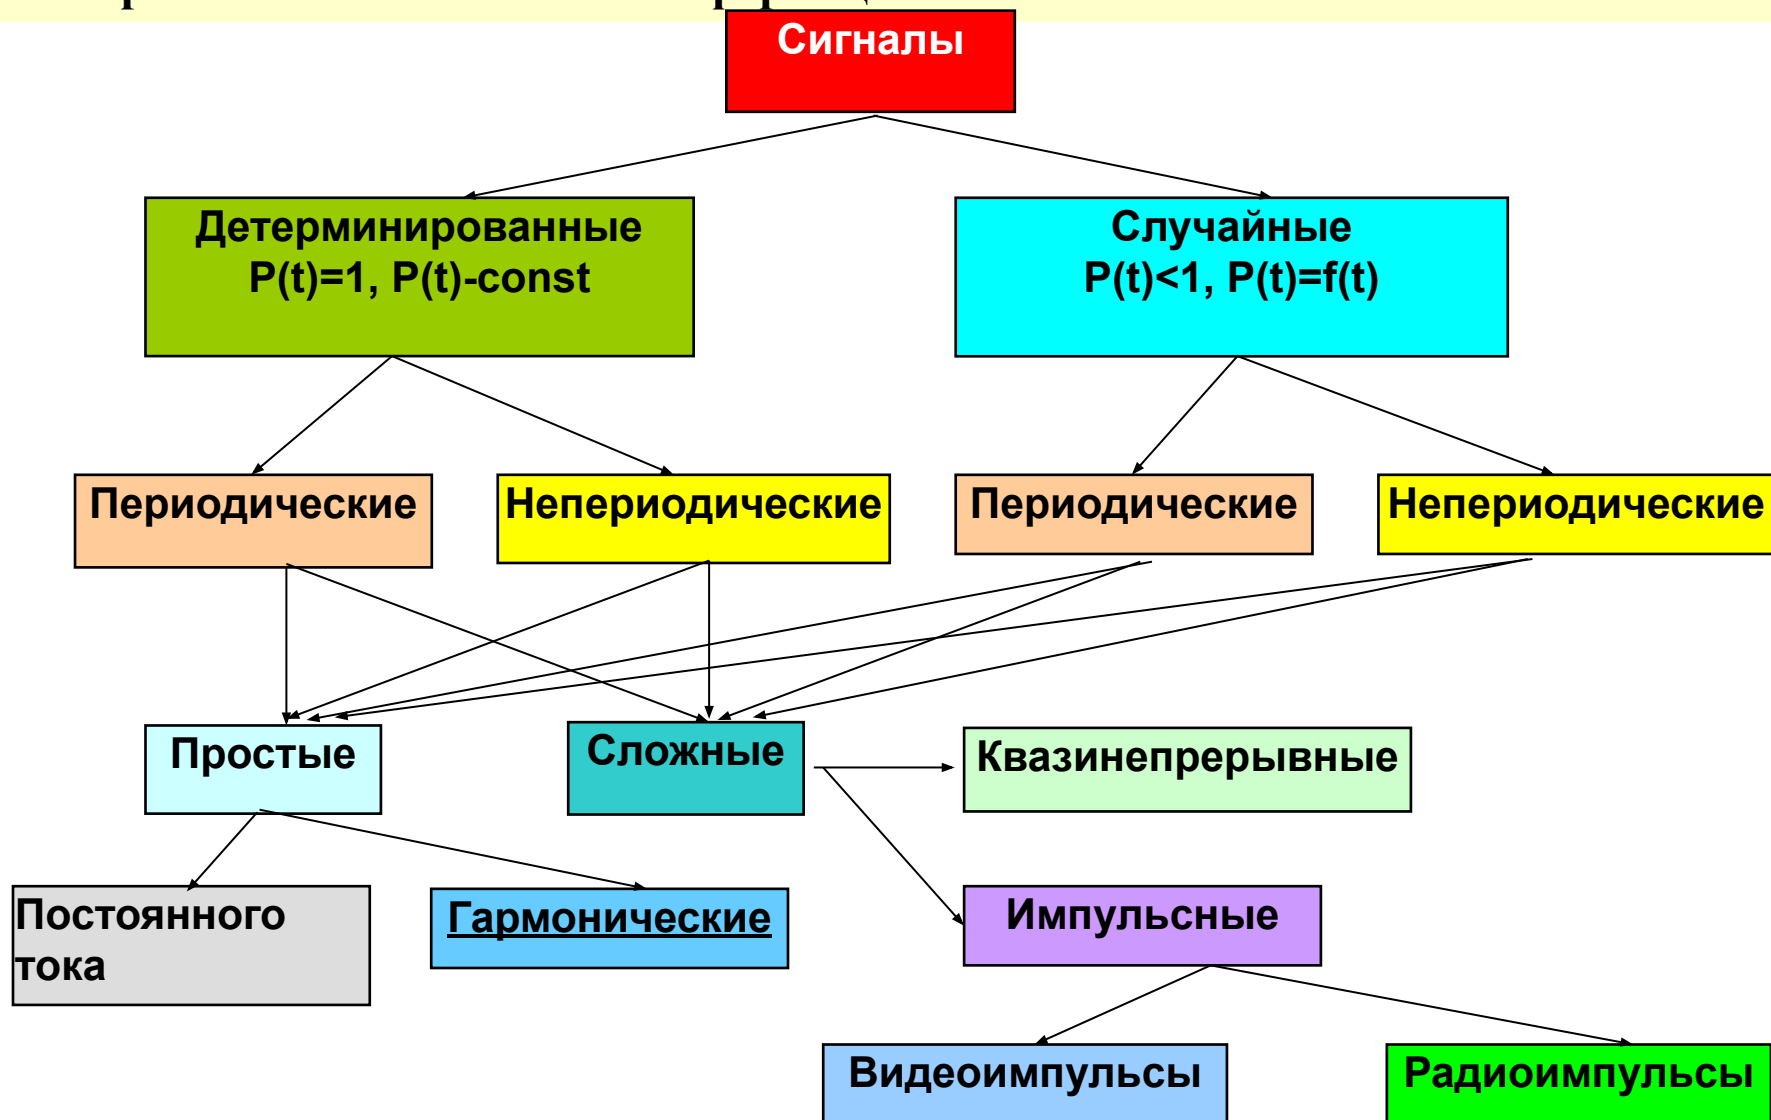 Сигналы
Детерминированные
P(t)=1, P(t)-const
Случайные
P(t)<1, P(t)=f(t)
Периодические
Непериодические
Периодические
Непериодические
Простые
Сложные
Квазинепрерывные
Постоянного
тока
Гармонические
Импульсные
Видеоимпульсы
Радиоимпульсы